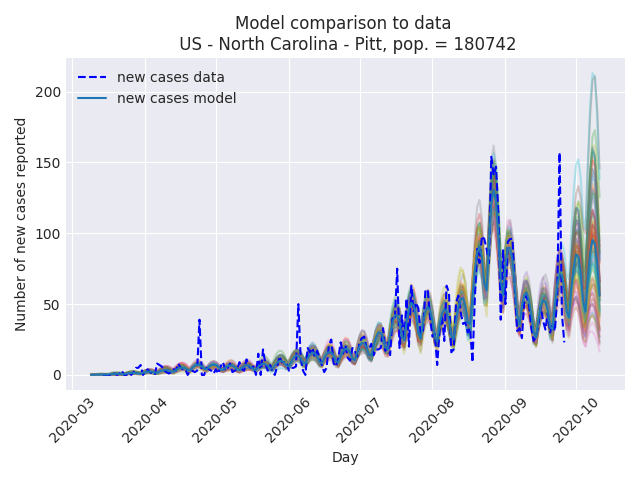 Model comparison to data
US - North Carolina - Pitt, pop. = 180742
new cases data
new cases model
Number of new cases reported
200
150
100
50
0
2020-03
2020-04
2020-05
2020-06
2020-07
2020-08
2020-09
2020-10
Day